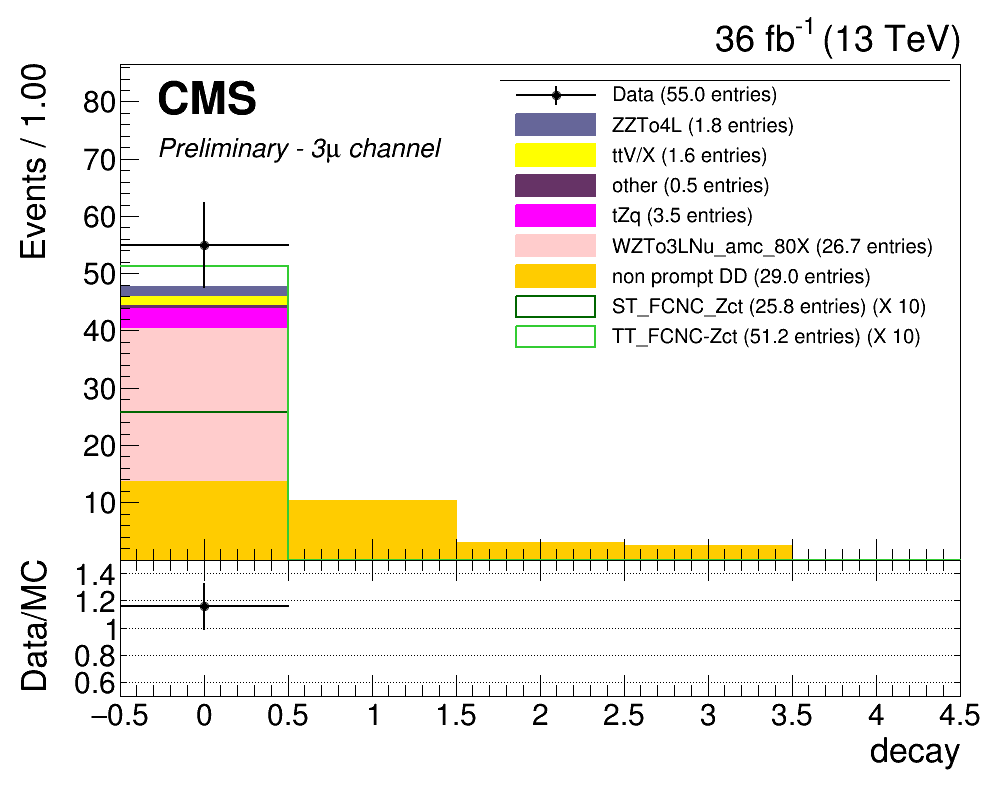 36 fb-1 (13 TeV)
Events / 1.00
CMS
Preliminary - 3μ channel
Data (55.0 entries)
ZZTo4L (1.8 entries)
ttV/X (1.6 entries)
other (0.5 entries)
tZq (3.5 entries)
WZTo3LNu_amc_80X (26.7 entries)
non prompt DD (29.0 entries)
ST_FCNC_Zct (25.8 entries) (X 10)
TT_FCNC-Zct (51.2 entries) (X 10)
80
70
60
50
40
30
20
10
Data/MC
1.4
1.2
1
0.8
0.6
−0.5 0 0.5 1 1.5 2 2.5 3 3.5 4 4.5
decay